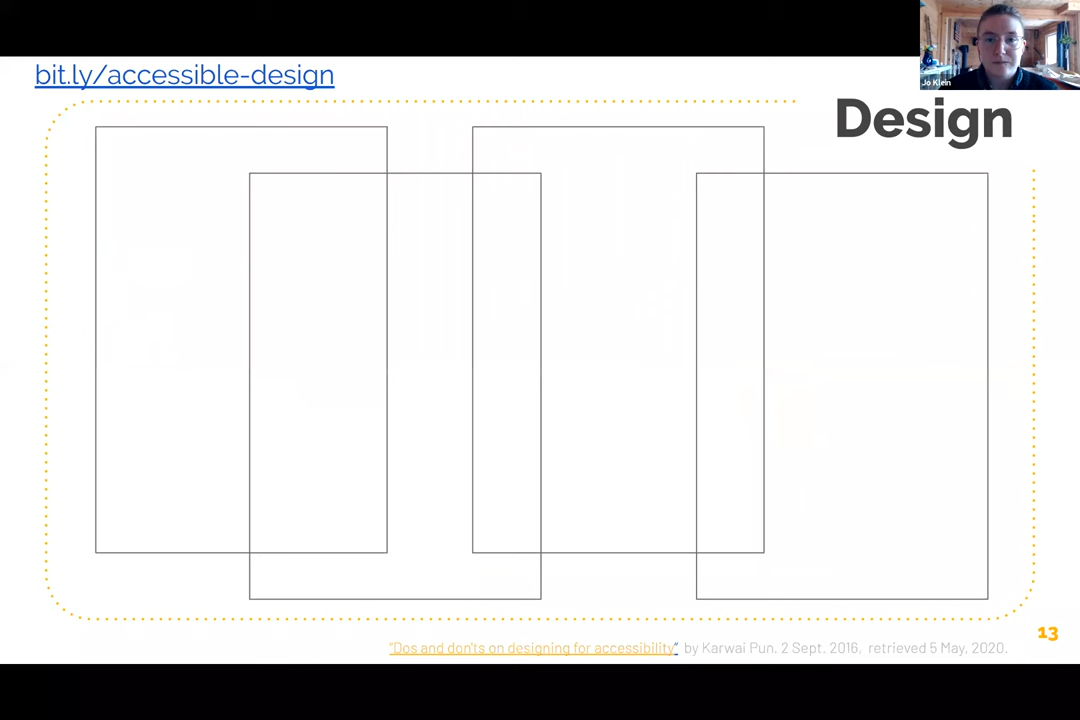 bit.ly/accessible-design
Jo Klein
Design
13
"Dos and don'ts on designing for accessibility" by Karwai Pun. 2 Sept. 2016, retrieved 5 May, 2020.